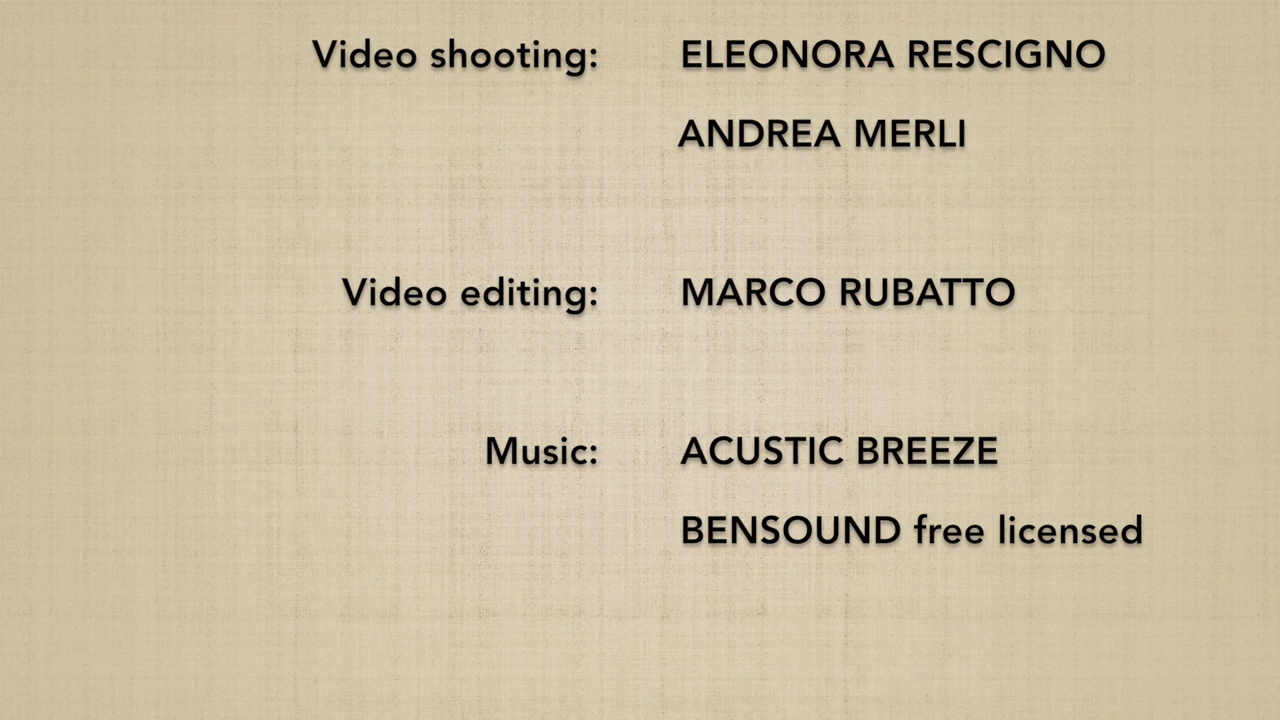 Video shooting: ELEONORA RESCIGNO
ANDREA MERLI
Video editing: MARCO RUBATTO
Music: ACUSTIC BREEZE
BENSOUND free licensed